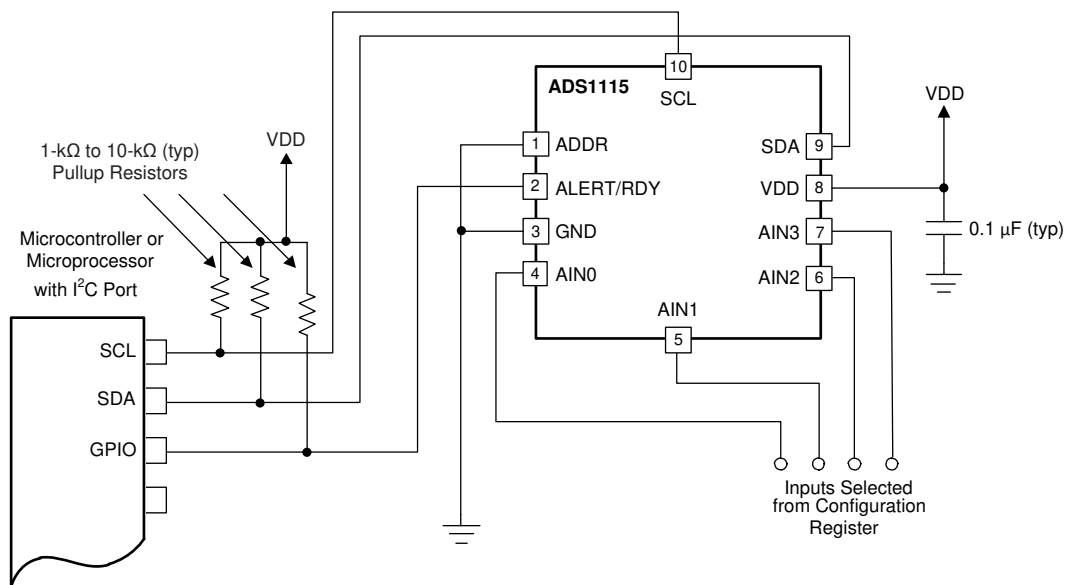 10
ADS1115
SCL
VDD
1-kΩ to 10-kΩ (typ)
Pullup Resistors
VDD
1 ADDR
SDA 9
2 ALERT/RDY
VDD 8
3 GND
AIN3 7
0.1 μF (typ)
4 AIN0
AIN2 6
Microcontroller or
Microprocessor
with I²C Port
AIN1
5
SCL
SDA
GPIO
Inputs Selected
from Configuration
Register